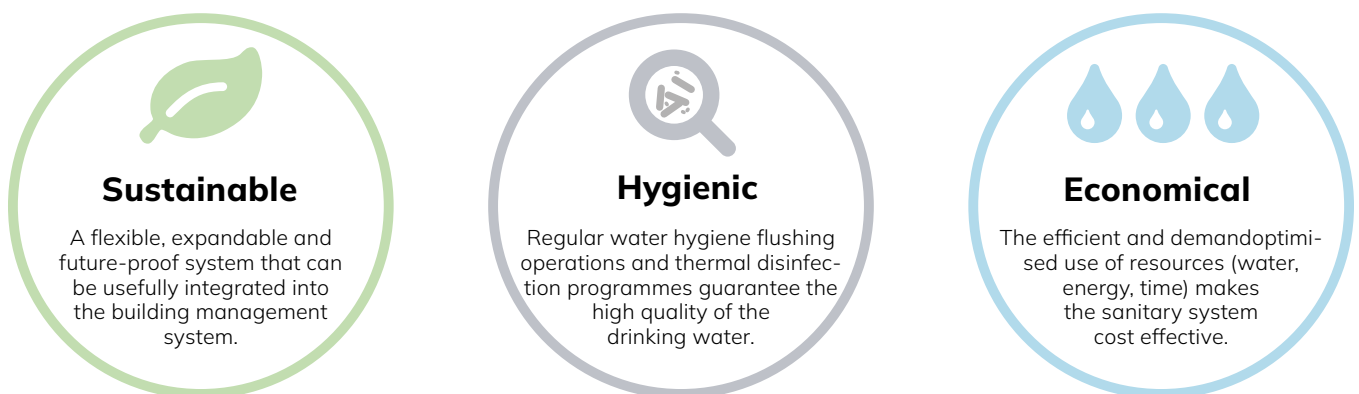 Sustainable
A flexible, expandable and
future-proof system that can
be usefully integrated into
the building management
system.
Hygienic
Regular water hygiene flushing
operations and thermal disinfec-
tion programmes guarantee the
high quality of the
drinking water.
Economical
The efficient and demandoptimi-
sed use of resources (water,
energy, time) makes
the sanitary system
cost effective.